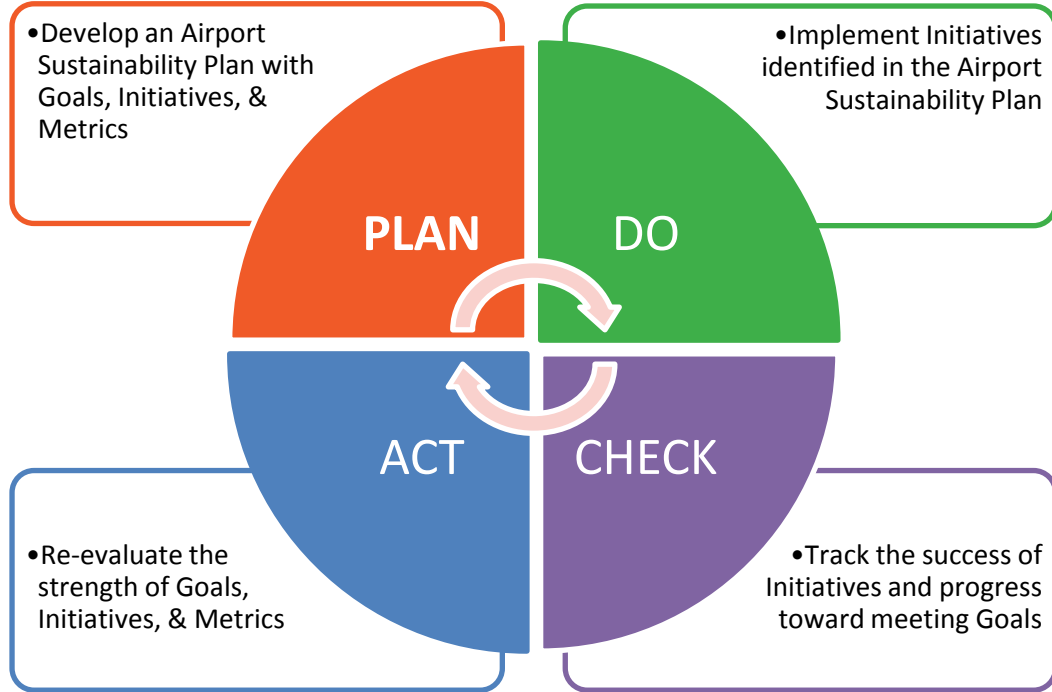 •Develop an Airport
Sustainability Plan with
Goals, Initiatives, &
Metrics
•Implement Initiatives
identified in the Airport
Sustainability Plan
PLAN
DO
ACT
CHECK
•Re-evaluate the
strength of Goals,
Initiatives, & Metrics
•Track the success of
Initiatives and progress
toward meeting Goals